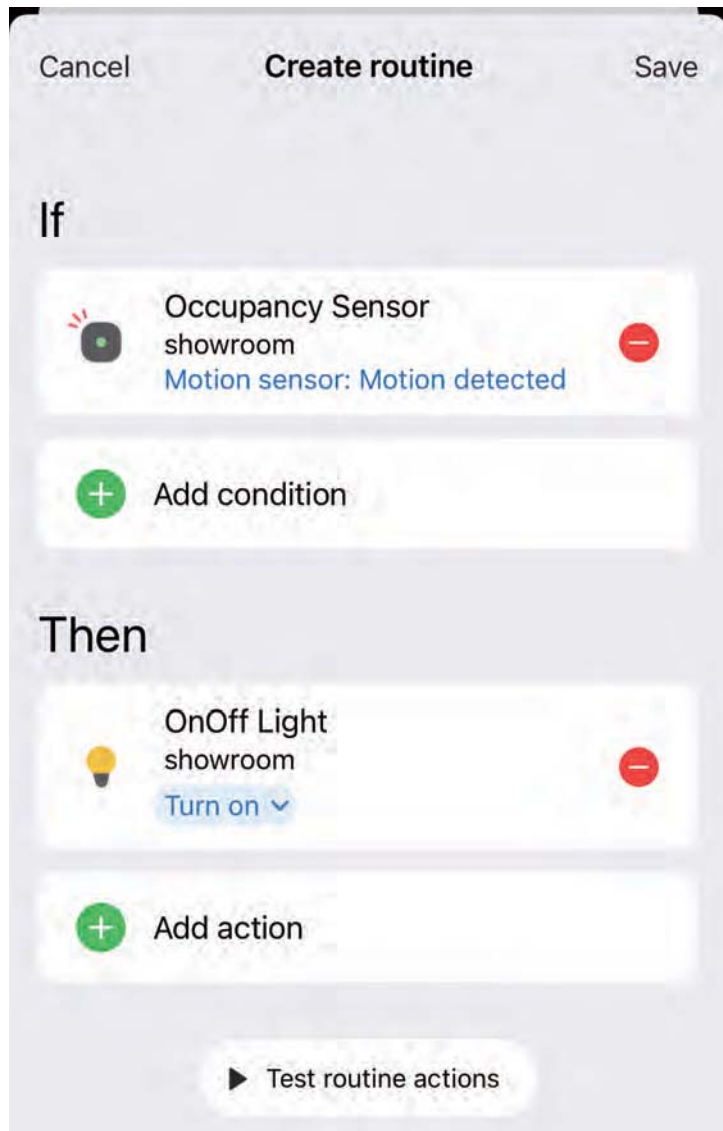 Cancel Create routine Save
If
Occupancy Sensor
showroom
Motion sensor: Motion detected
Add condition
Then
OnOff Light
showroom
Turn on
Add action
Test routine actions